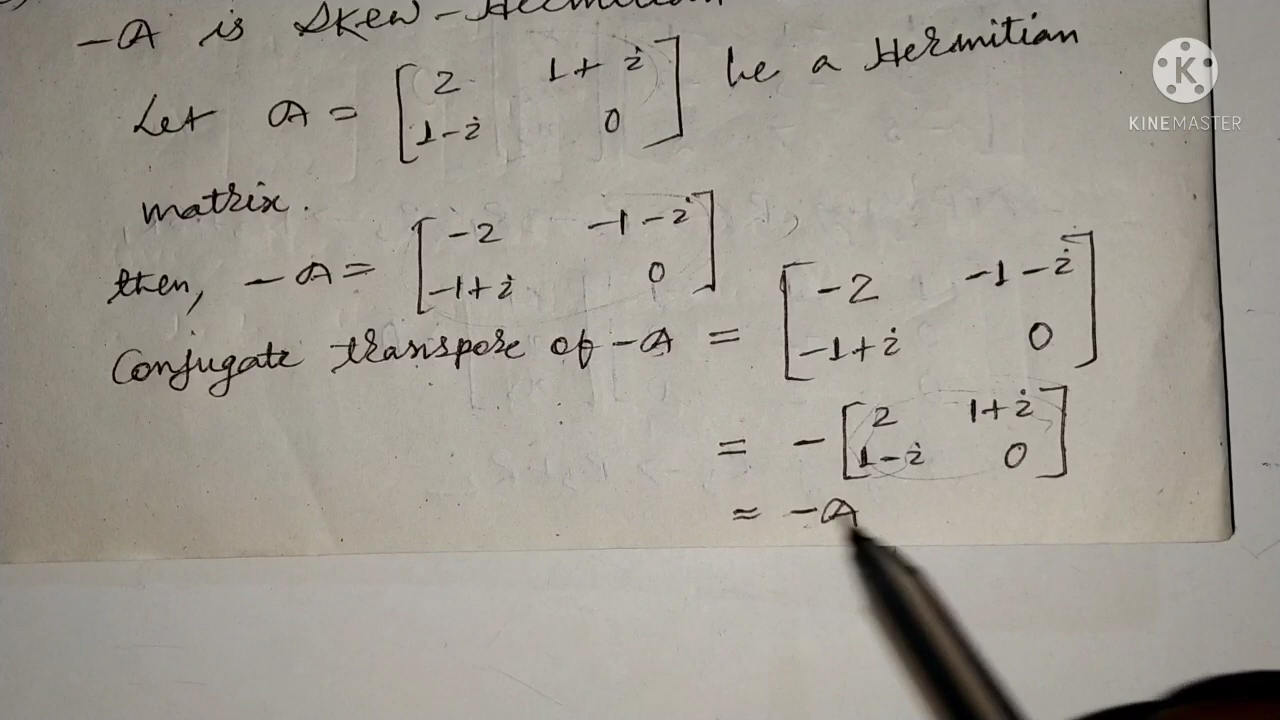 -A is Skew-Hermitian
Let A = [2 1+i
1-i 0] be a Hermitian
matrix.
then, -A = [-2 -1-i
-1+i 0]
Conjugate transpose of -A = [-2 -1-i
-1+i 0]
= -[2 1+i
1-i 0]
= -A
K
KINEMASTER